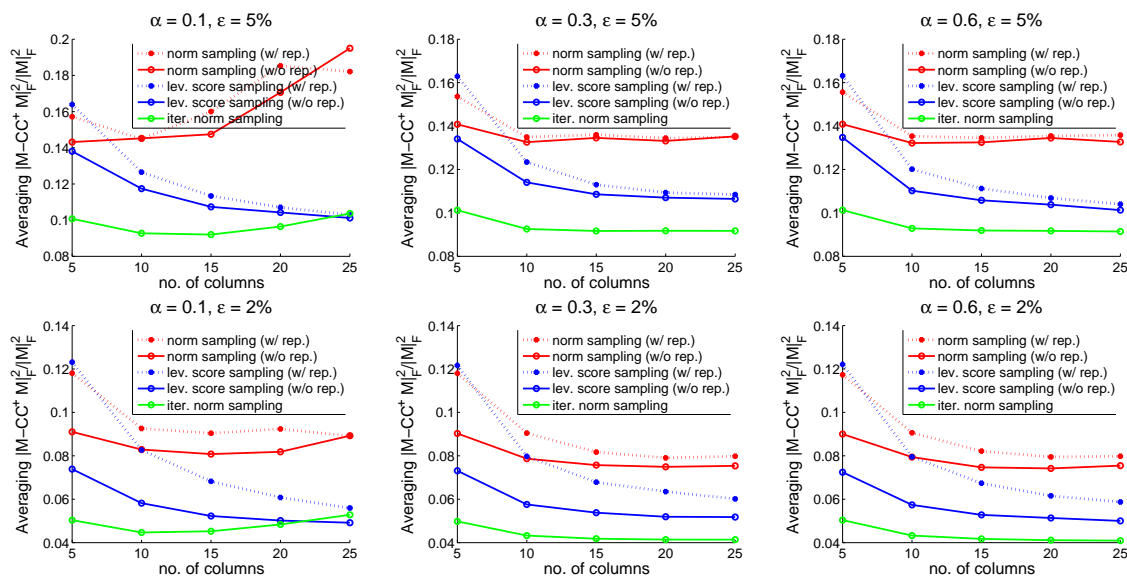 α = 0.1, ε = 5%
Averaging |M−CC⁺ M|²F/|M|²F
0.2
0.18
0.16
0.14
0.12
0.1
0.08
norm sampling (w/ rep.)
norm sampling (w/o rep.)
lev. score sampling (w/ rep.)
lev. score sampling (w/o rep.)
iter. norm sampling
5 10 15 20 25
no. of columns
α = 0.3, ε = 5%
Averaging |M−CC⁺ M|²F/|M|²F
0.18
0.16
0.14
0.12
0.1
0.08
norm sampling (w/ rep.)
norm sampling (w/o rep.)
lev. score sampling (w/ rep.)
lev. score sampling (w/o rep.)
iter. norm sampling
5 10 15 20 25
no. of columns
α = 0.6, ε = 5%
Averaging |M−CC⁺ M|²F/|M|²F
0.18
0.16
0.14
0.12
0.1
0.08
norm sampling (w/ rep.)
norm sampling (w/o rep.)
lev. score sampling (w/ rep.)
lev. score sampling (w/o rep.)
iter. norm sampling
5 10 15 20 25
no. of columns
α = 0.1, ε = 2%
Averaging |M−CC⁺ M|²F/|M|²F
0.14
0.12
0.1
0.08
0.06
0.04
norm sampling (w/ rep.)
norm sampling (w/o rep.)
lev. score sampling (w/ rep.)
lev. score sampling (w/o rep.)
iter. norm sampling
5 10 15 20 25
no. of columns
α = 0.3, ε = 2%
Averaging |M−CC⁺ M|²F/|M|²F
0.14
0.12
0.1
0.08
0.06
0.04
norm sampling (w/ rep.)
norm sampling (w/o rep.)
lev. score sampling (w/ rep.)
lev. score sampling (w/o rep.)
iter. norm sampling
5 10 15 20 25
no. of columns
α = 0.6, ε = 2%
Averaging |M−CC⁺ M|²F/|M|²F
0.14
0.12
0.1
0.08
0.06
0.04
norm sampling (w/ rep.)
norm sampling (w/o rep.)
lev. score sampling (w/ rep.)
lev. score sampling (w/o rep.)
iter. norm sampling
5 10 15 20 25
no. of columns